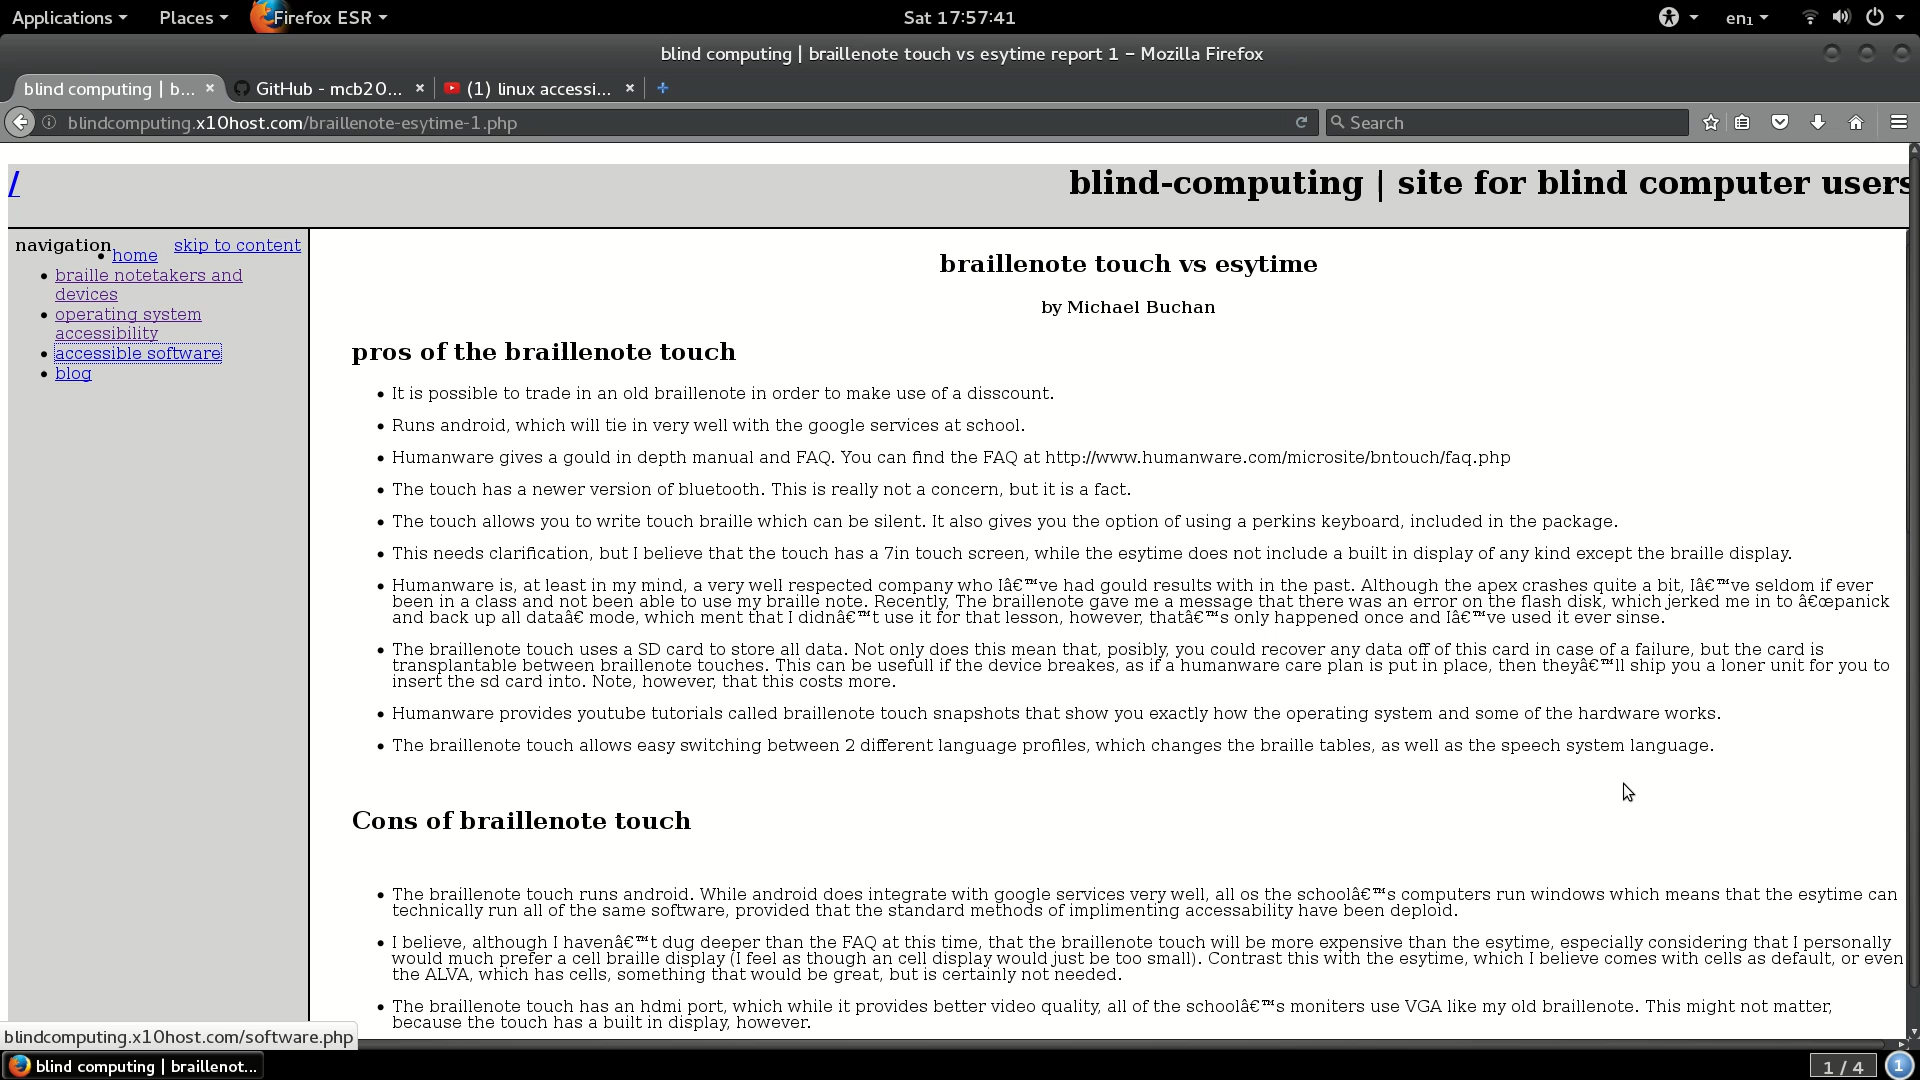 Applications Places Firefox ESR Sat 17:57:41 en1
blind computing | braillenote touch vs esytime report 1 – Mozilla Firefox
blind computing | b... × GitHub - mcb20... × (1) linux accessi... × +
blindcomputing.x10host.com/braillenote-esytime-1.php Search
/ blind-computing | site for blind computer users
navigation skip to content
• home
• braille notetakers and
devices
• operating system
accessibility
• accessible software
• blog
braillenote touch vs esytime
by Michael Buchan
pros of the braillenote touch
• It is possible to trade in an old braillenote in order to make use of a disscount.
• Runs android, which will tie in very well with the google services at school.
• Humanware gives a gould in depth manual and FAQ. You can find the FAQ at http://www.humanware.com/microsite/bntouch/faq.php
• The touch has a newer version of bluetooth. This is really not a concern, but it is a fact.
• The touch allows you to write touch braille which can be silent. It also gives you the option of using a perkins keyboard, included in the package.
• This needs clarification, but I believe that the touch has a 7in touch screen, while the esytime does not include a built in display of any kind except the braille display.
• Humanware is, at least in my mind, a very well respected company who Iâ€™ve had gould results with in the past. Although the apex crashes quite a bit, Iâ€™ve seldom if ever
been in a class and not been able to use my braille note. Recently, The braillenote gave me a message that there was an error on the flash disk, which jerked me in to â€œpanick
and back up all dataâ€ mode, which ment that I didnâ€™t use it for that lesson, however, thatâ€™s only happened once and Iâ€™ve used it ever sinse.
• The braillenote touch uses a SD card to store all data. Not only does this mean that, posibly, you could recover any data off of this card in case of a failure, but the card is
transplantable between braillenote touches. This can be usefull if the device breakes, as if a humanware care plan is put in place, then theyâ€™ll ship you a loner unit for you to
insert the sd card into. Note, however, that this costs more.
• Humanware provides youtube tutorials called braillenote touch snapshots that show you exactly how the operating system and some of the hardware works.
• The braillenote touch allows easy switching between 2 different language profiles, which changes the braille tables, as well as the speech system language.
Cons of braillenote touch
• The braillenote touch runs android. While android does integrate with google services very well, all os the schoolâ€™s computers run windows which means that the esytime can
technically run all of the same software, provided that the standard methods of implimenting accessability have been deploid.
• I believe, although I havenâ€™t dug deeper than the FAQ at this time, that the braillenote touch will be more expensive than the esytime, especially considering that I personally
would much prefer a cell braille display (I feel as though an cell display would just be too small). Contrast this with the esytime, which I believe comes with cells as default, or even
the ALVA, which has cells, something that would be great, but is certainly not needed.
• The braillenote touch has an hdmi port, which while it provides better video quality, all of the schoolâ€™s moniters use VGA like my old braillenote. This might not matter,
because the touch has a built in display, however.
blindcomputing.x10host.com/software.php
blind computing | braillenot... 1 / 4 1